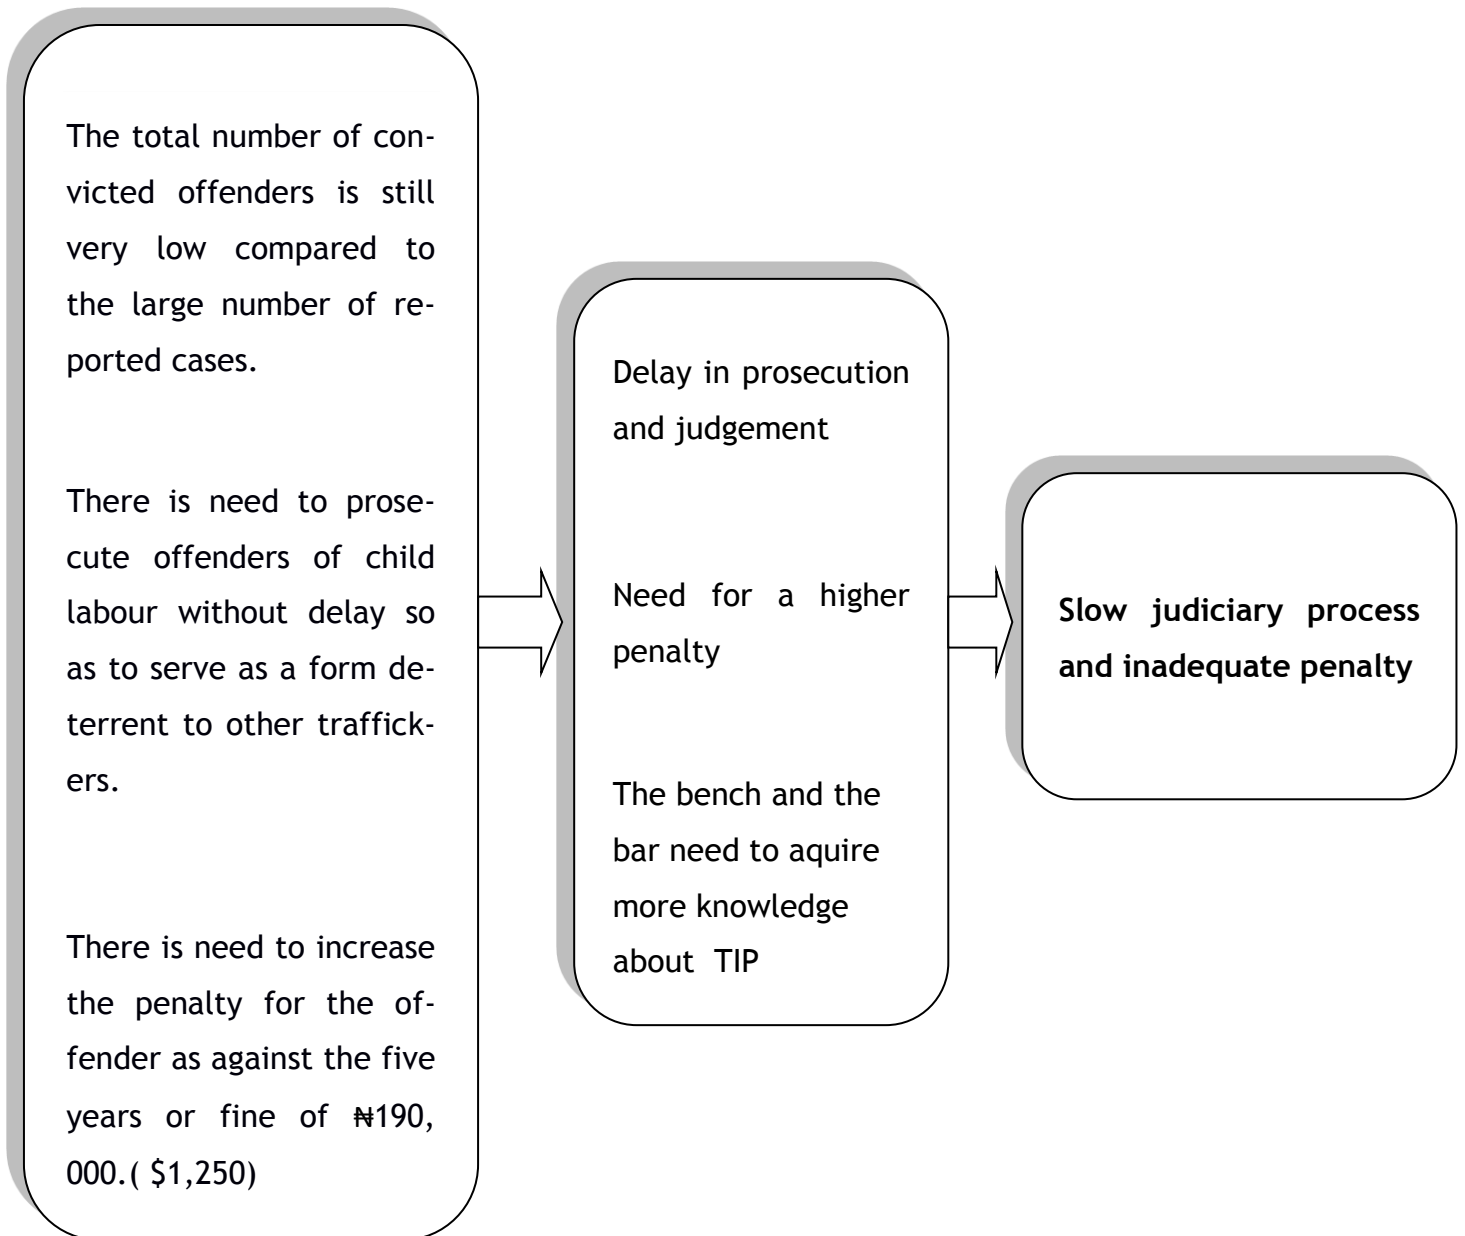 The total number of con-
victed offenders is still
very low compared to
the large number of re-
ported cases.
There is need to prose-
cute offenders of child
labour without delay so
as to serve as a form de-
terrent to other traffick-
ers.
There is need to increase
the penalty for the of-
fender as against the five
years or fine of ₦190,
000.( $1,250)
Delay in prosecution
and judgement
Need for a higher
penalty
The bench and the
bar need to aquire
more knowledge
about TIP
Slow judiciary process
and inadequate penalty